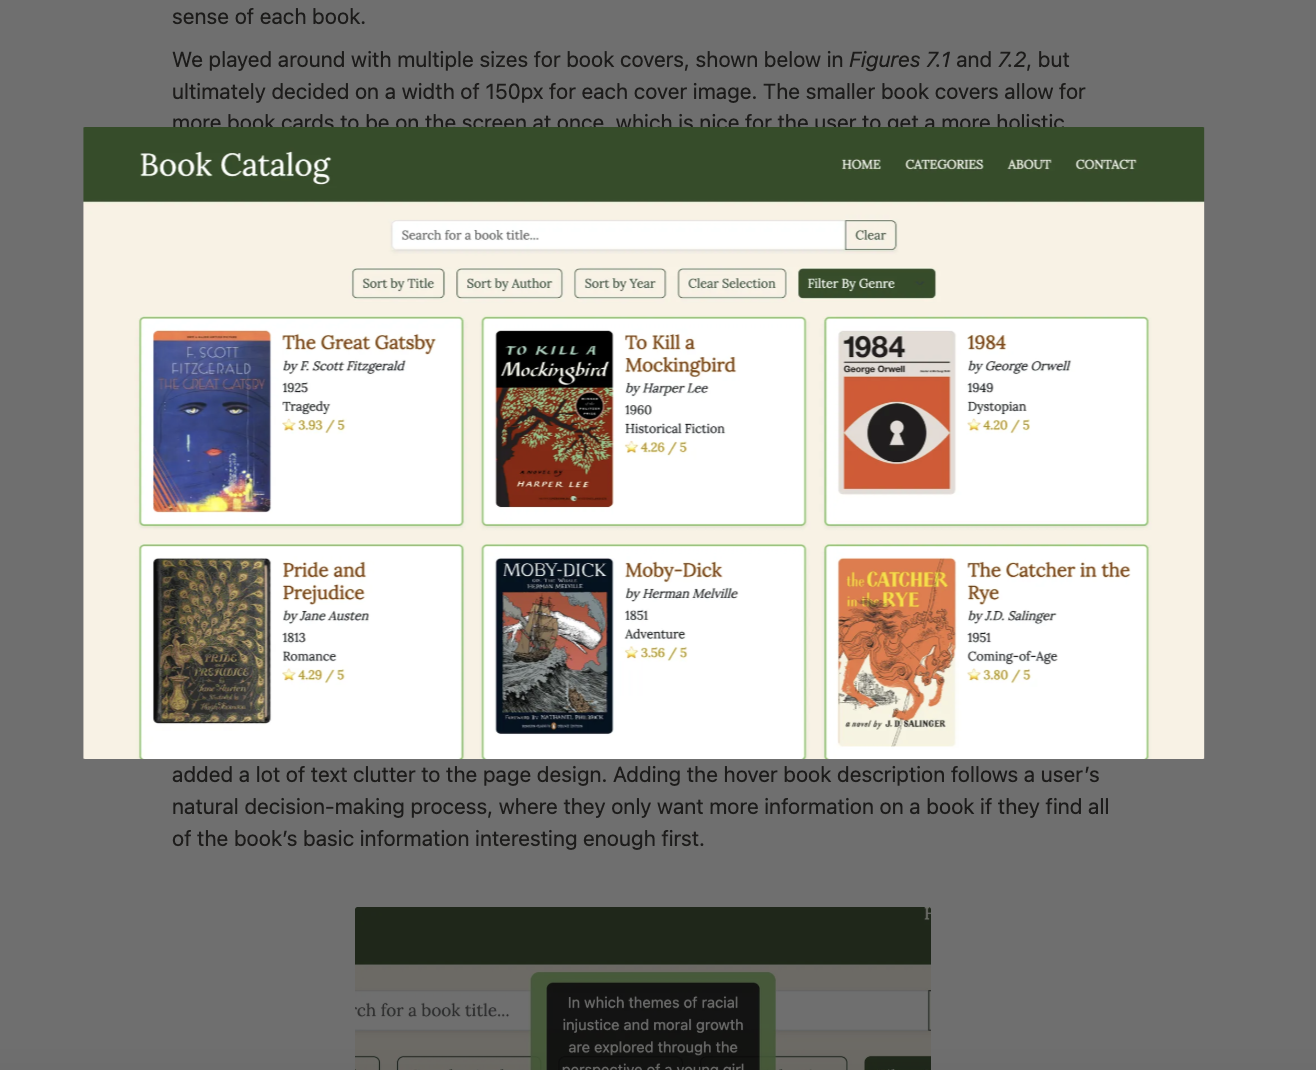 sense of each book.
We played around with multiple sizes for book covers, shown below in Figures 7.1 and 7.2, but
ultimately decided on a width of 150px for each cover image. The smaller book covers allow for
more book cards to be on the screen at once, which is nice for the user to get a more holistic
Book Catalog
HOME CATEGORIES ABOUT CONTACT
Search for a book title... Clear
Sort by Title Sort by Author Sort by Year Clear Selection Filter By Genre
F. SCOTT
FITZGERALD
THE GREAT GATSBY
The Great Gatsby
by F. Scott Fitzgerald
1925
Tragedy
3.93 / 5
TO KILL A
Mockingbird
HARPER LEE
To Kill a
Mockingbird
by Harper Lee
1960
Historical Fiction
4.26 / 5
1984
George Orwell
1984
by George Orwell
1949
Dystopian
4.20 / 5
PRIDE
and
PREJUDICE
by
Jane Austen
Pride and
Prejudice
by Jane Austen
1813
Romance
4.29 / 5
MOBY-DICK
OR, THE WHALE
HERMAN MELVILLE
FOREWORD BY NATHANIEL PHILBRICK
Moby-Dick
by Herman Melville
1851
Adventure
3.56 / 5
the CATCHER
in the RYE
a novel by J. D. SALINGER
The Catcher in the
Rye
by J.D. Salinger
1951
Coming-of-Age
3.80 / 5
added a lot of text clutter to the page design. Adding the hover book description follows a user’s
natural decision-making process, where they only want more information on a book if they find all
of the book’s basic information interesting enough first.
rch for a book title...
In which themes of racial
injustice and moral growth
are explored through the
perspective of a young girl